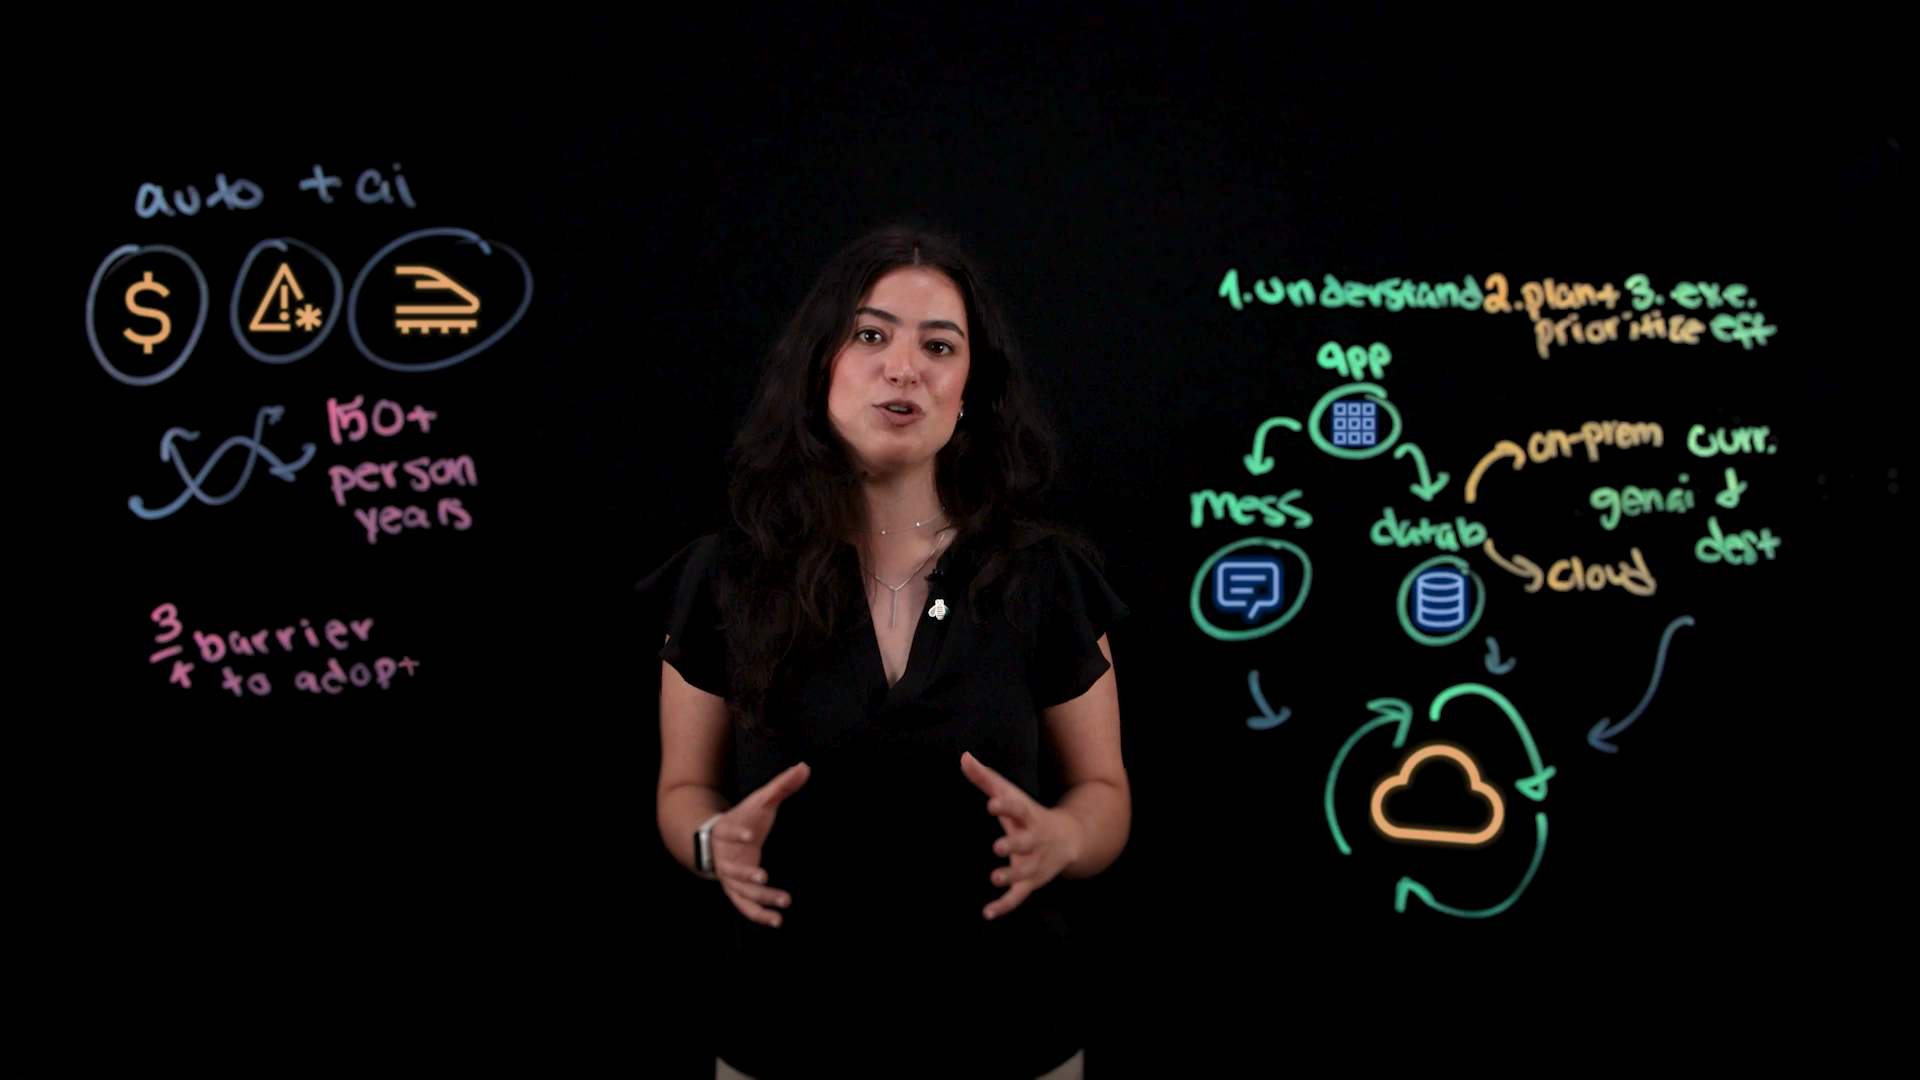 auto + ai
$
150+
person
years
3/4 barrier
to adopt
1. understand 2. plan + 3. exe.
prioritize eff
app
mess
datab
on-prem
cloud
curr.
genai &
dest